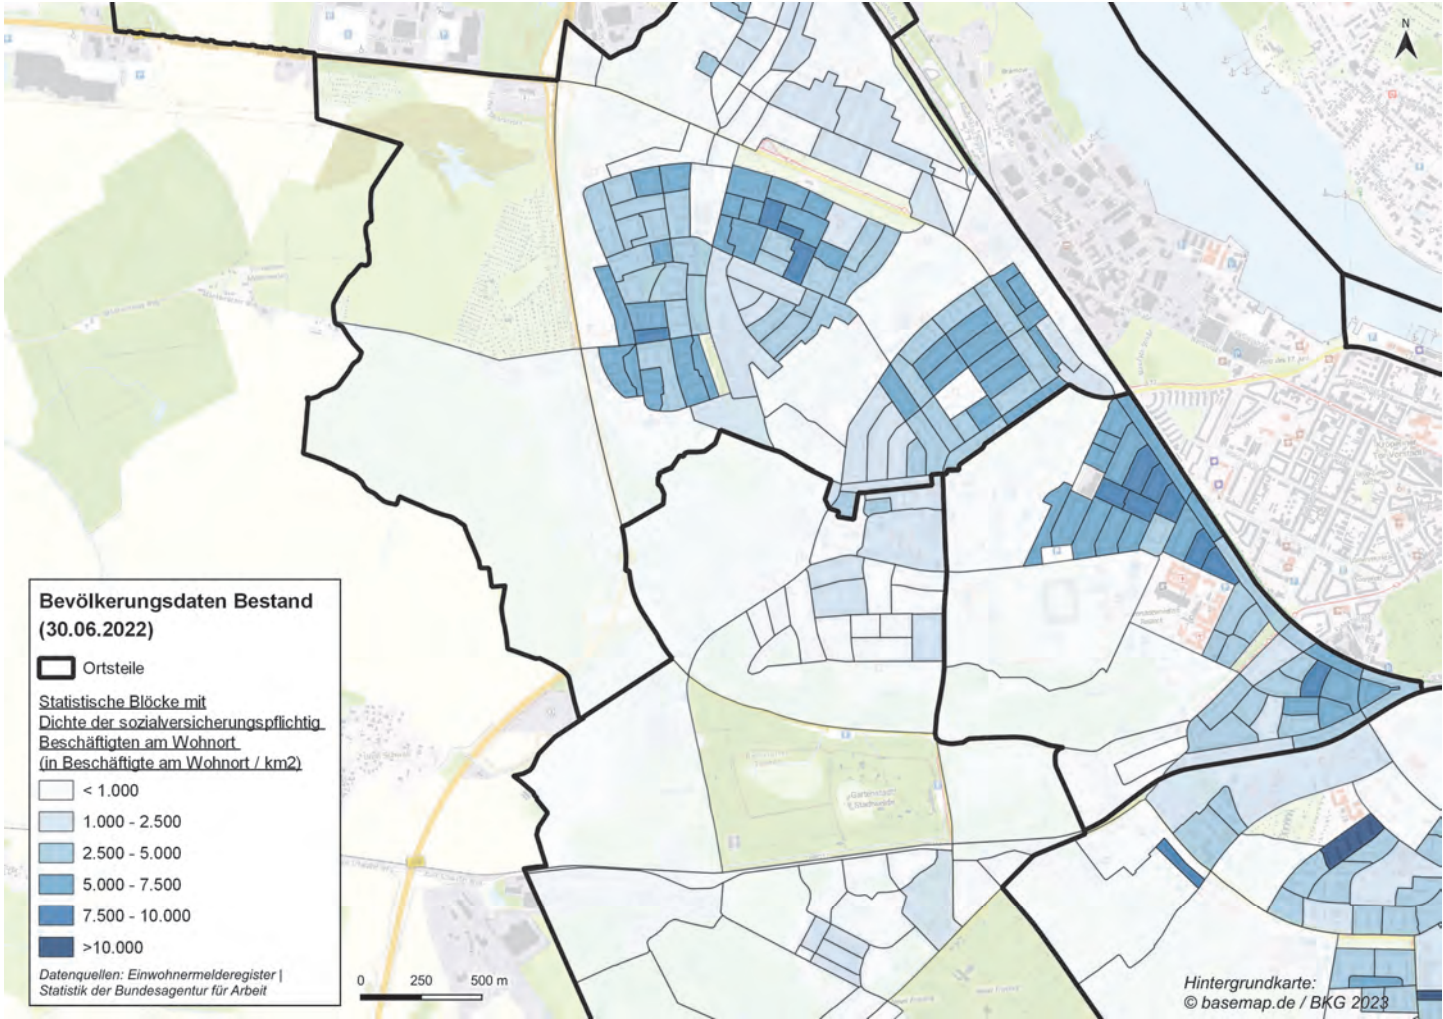 N
Bevölkerungsdaten Bestand
(30.06.2022)
Ortsteile
Statistische Blöcke mit
Dichte der sozialversicherungspflichtig
Beschäftigten am Wohnort
(in Beschäftigte am Wohnort / km2)
< 1.000
1.000 - 2.500
2.500 - 5.000
5.000 - 7.500
7.500 - 10.000
>10.000
Datenquellen: Einwohnermelderegister |
Statistik der Bundesagentur für Arbeit
0 250 500 m
Gartenstadt
Hintergrundkarte:
© basemap.de / BKG 2023